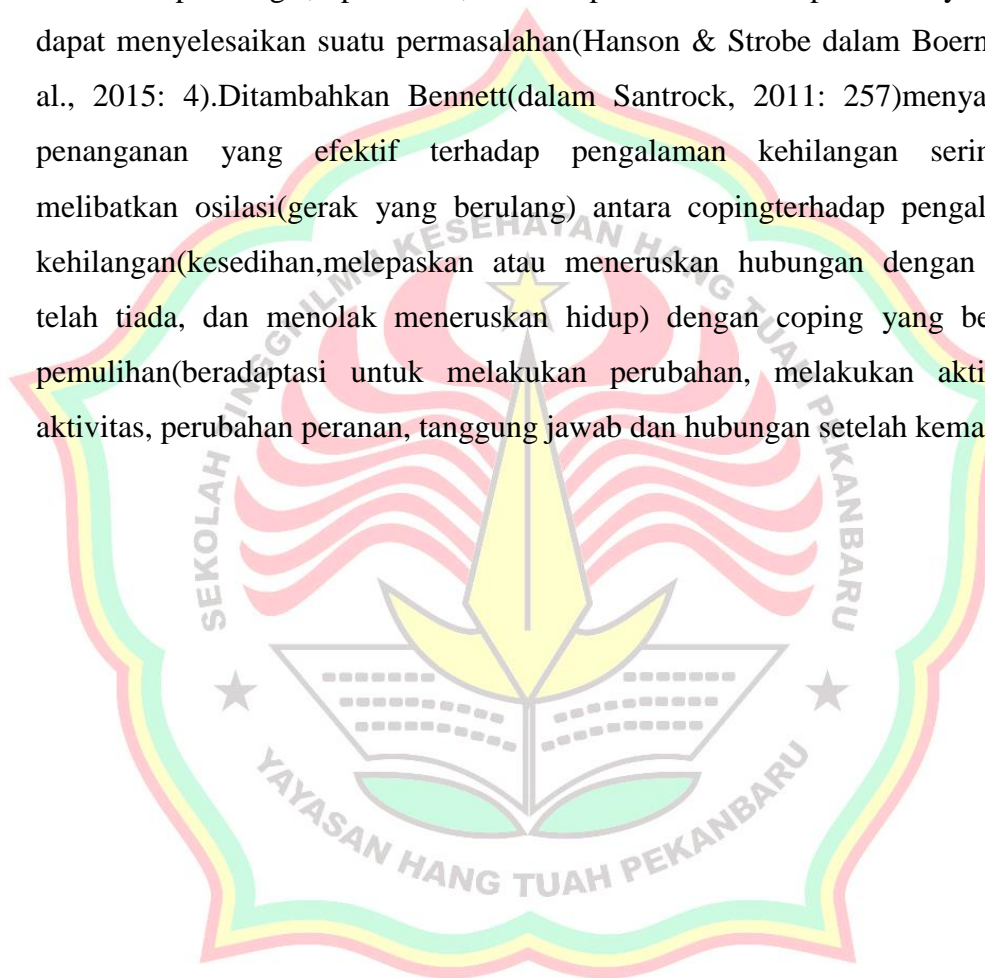 dapat menyelesaikan suatu permasalahan(Hanson & Strobe dalam Boern
al., 2015: 4).Ditambahkan Bennett(dalam Santrock, 2011: 257)menya
penanganan yang efektif terhadap pengalaman kehilangan serin
melibatkan osilasi(gerak yang berulang) antara copingterhadap pengal
kehilangan(kesedihan,melepaskan atau meneruskan hubungan dengan
telah tiada, dan menolak meneruskan hidup) dengan coping yang be
pemulihan(beradaptasi untuk melakukan perubahan, melakukan akti
aktivitas, perubahan peranan, tanggung jawab dan hubungan setelah kema
SEKOLAH TINGGI ILMU KESEHATAN HANG TUAH PEKANBARU
YAYASAN HANG TUAH PEKANBARU